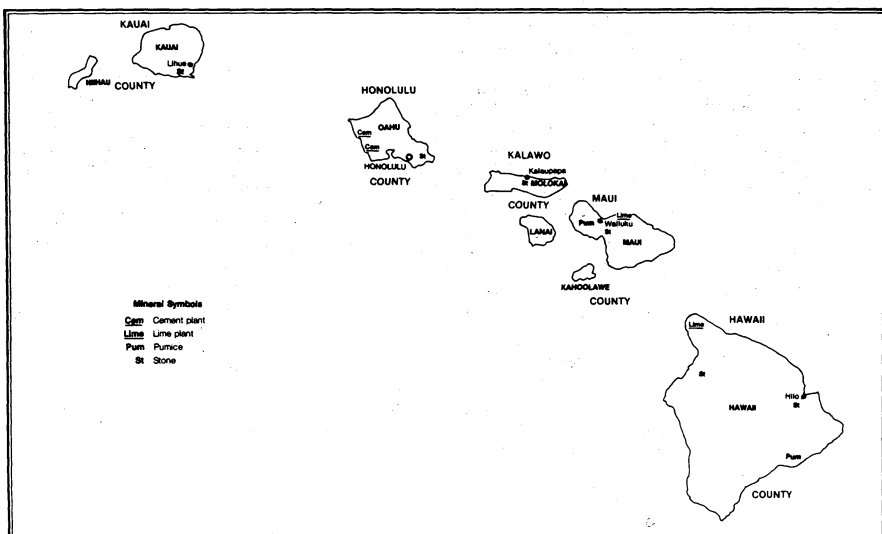 KAUAI
KAUAI
Lihue
St
NIIHAU
COUNTY
HONOLULU
OAHU
Cem
Cem
St
HONOLULU
COUNTY
KALAWO
Kalaupapa
St MOLOKAI
COUNTY
LANAI
MAUI
Lime
Pum
Wailuku
St
MAUI
KAHOOLAWE
COUNTY
Mineral Symbols
Cem Cement plant
Lime Lime plant
Pum Pumice
St Stone
HAWAII
Lime
St
HAWAII
Hilo
St
Pum
COUNTY